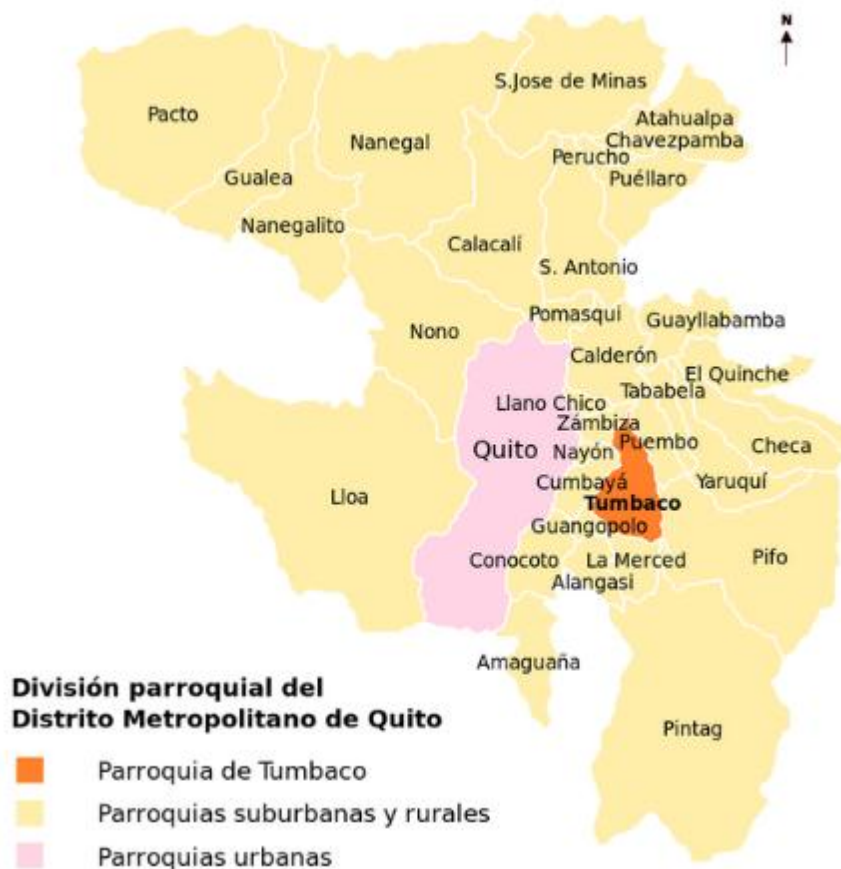 N
S.Jose de Minas
Pacto
Atahualpa
Nanegal
Chavezpamba
Perucho
Gualea
Puéllaro
Nanegalito
Calacalí
S. Antonio
Pomasqui
Guayllabamba
Nono
Calderón
El Quinche
Tababela
Llano Chico
Zámbiza
Puembo
Checa
Quito
Nayón
Yaruquí
Cumbayá
Lloa
Tumbaco
Guangopolo
Conocoto
La Merced
Pifo
Alangasi
Amaguaña
Pintag
División parroquial del
Distrito Metropolitano de Quito
Parroquia de Tumbaco
Parroquias suburbanas y rurales
Parroquias urbanas